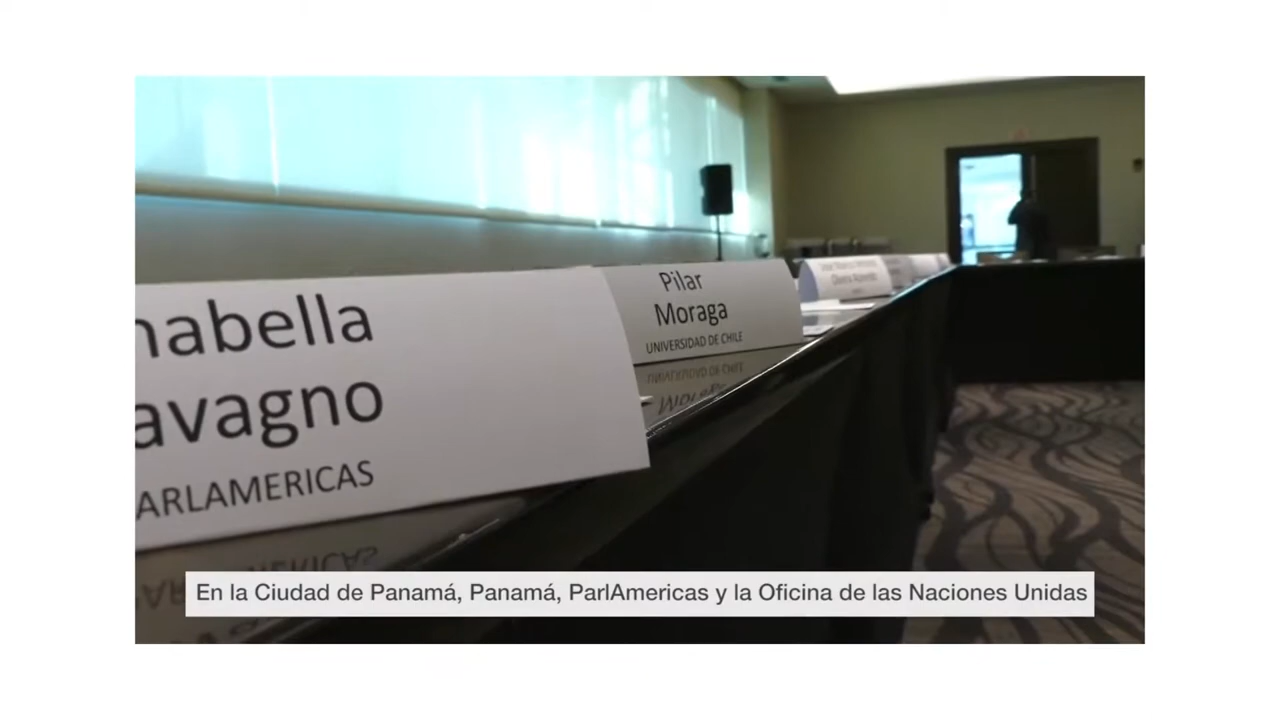 nabella
avagno
ARLAMERICAS
Pilar
Moraga
UNIVERSIDAD DE CHILE
En la Ciudad de Panamá, Panamá, ParlAmericas y la Oficina de las Naciones Unidas